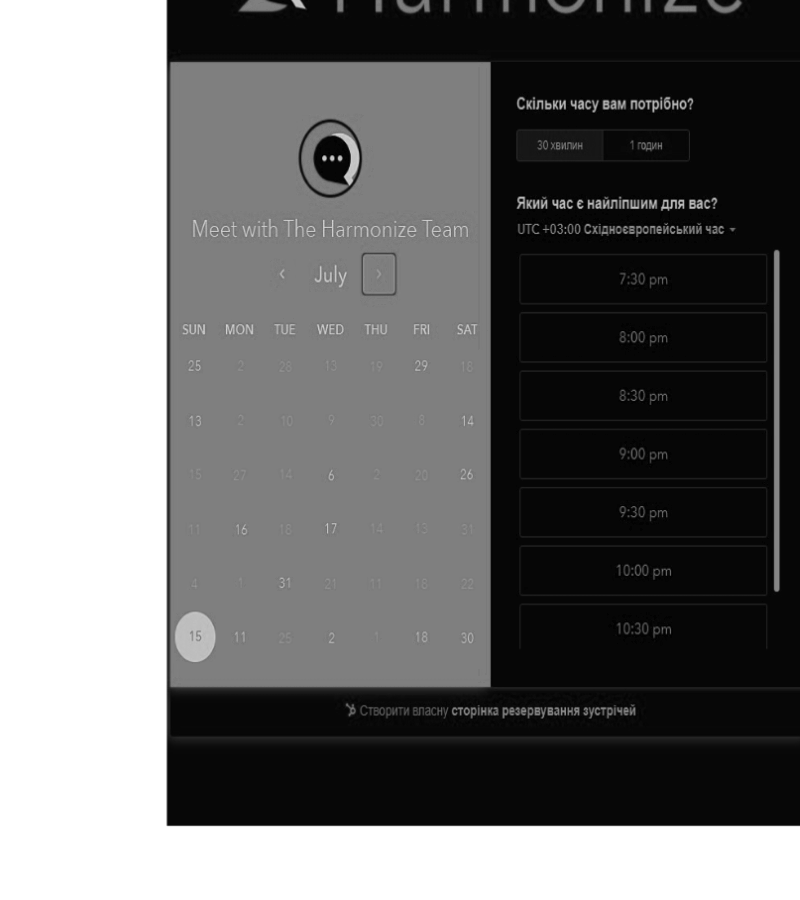 Harmonize
Meet with The Harmonize Team
July
SUN MON TUE WED THU FRI SAT
25 2 28 13 19 29 18
13 2 10 9 30 8 14
15 27 14 6 2 20 26
11 16 18 17 14 13 31
4 1 31 21 11 18 22
15 11 25 2 1 18 30
Скільки часу вам потрібно?
30 хвилин 1 годин
Який час є найліпшим для вас?
UTC +03:00 Східноєвропейський час
7:30 pm
8:00 pm
8:30 pm
9:00 pm
9:30 pm
10:00 pm
10:30 pm
Створити власну сторінка резервування зустрічей